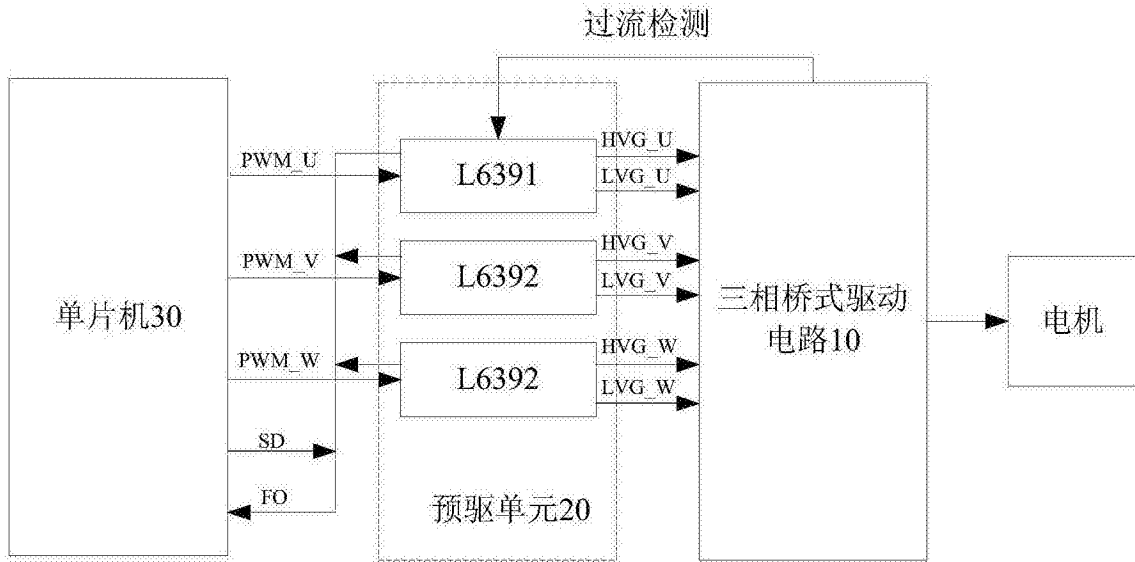 过流检测
单片机30
PWM_U
PWM_V
PWM_W
SD
FO
L6391
L6392
L6392
预驱单元20
HVG_U
LVG_U
HVG_V
LVG_V
HVG_W
LVG_W
三相桥式驱动
电路10
电机